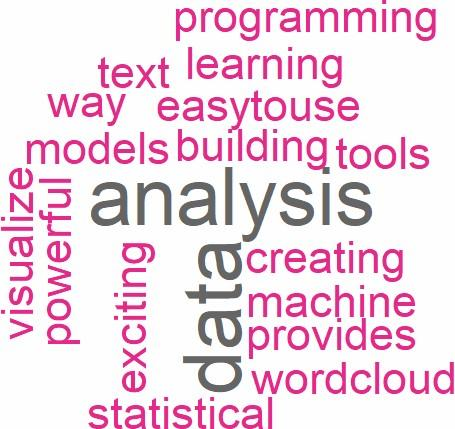 programming
text learning
way easytouse
models building tools
analysis
visualize
powerful
exciting
data
creating
machine
provides
wordcloud
statistical